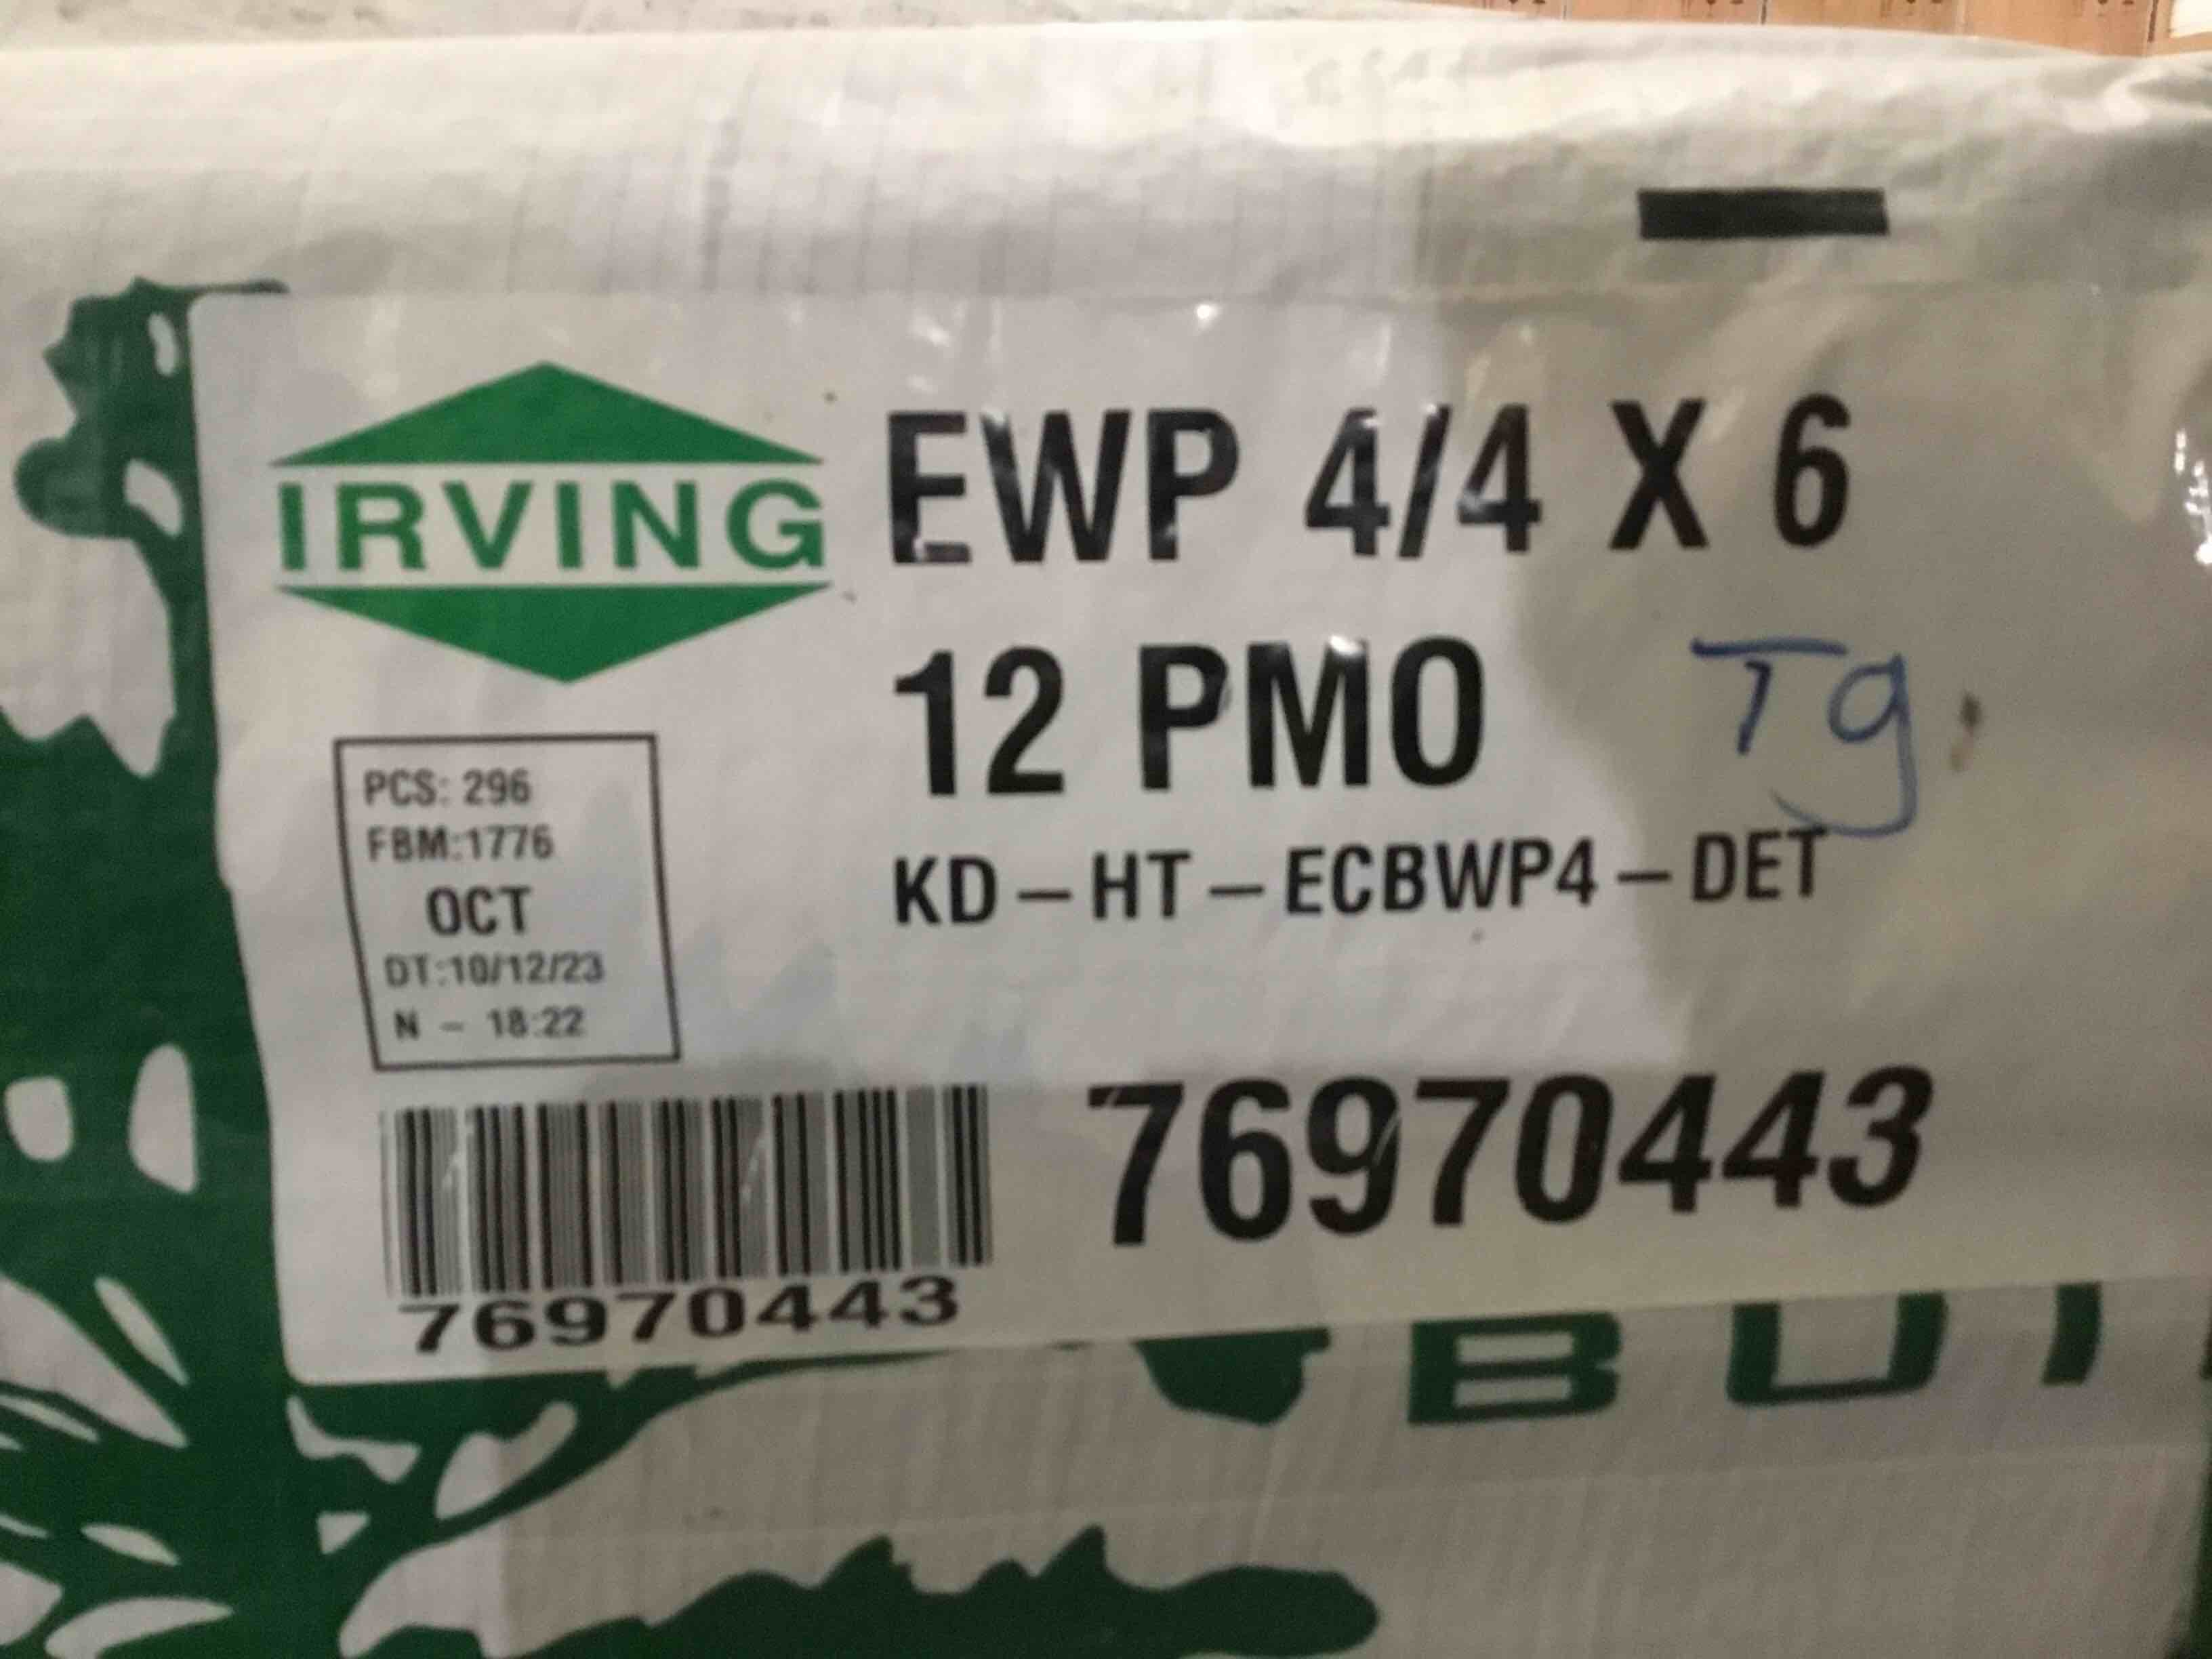 IRVING
EWP 4/4 X 6
12 PMO
Tg.
KD-HT-ECBWP4-DET
PCS: 296
FBM:1776
OCT
DT:10/12/23
N - 18:22
76970443
76970443
BUI